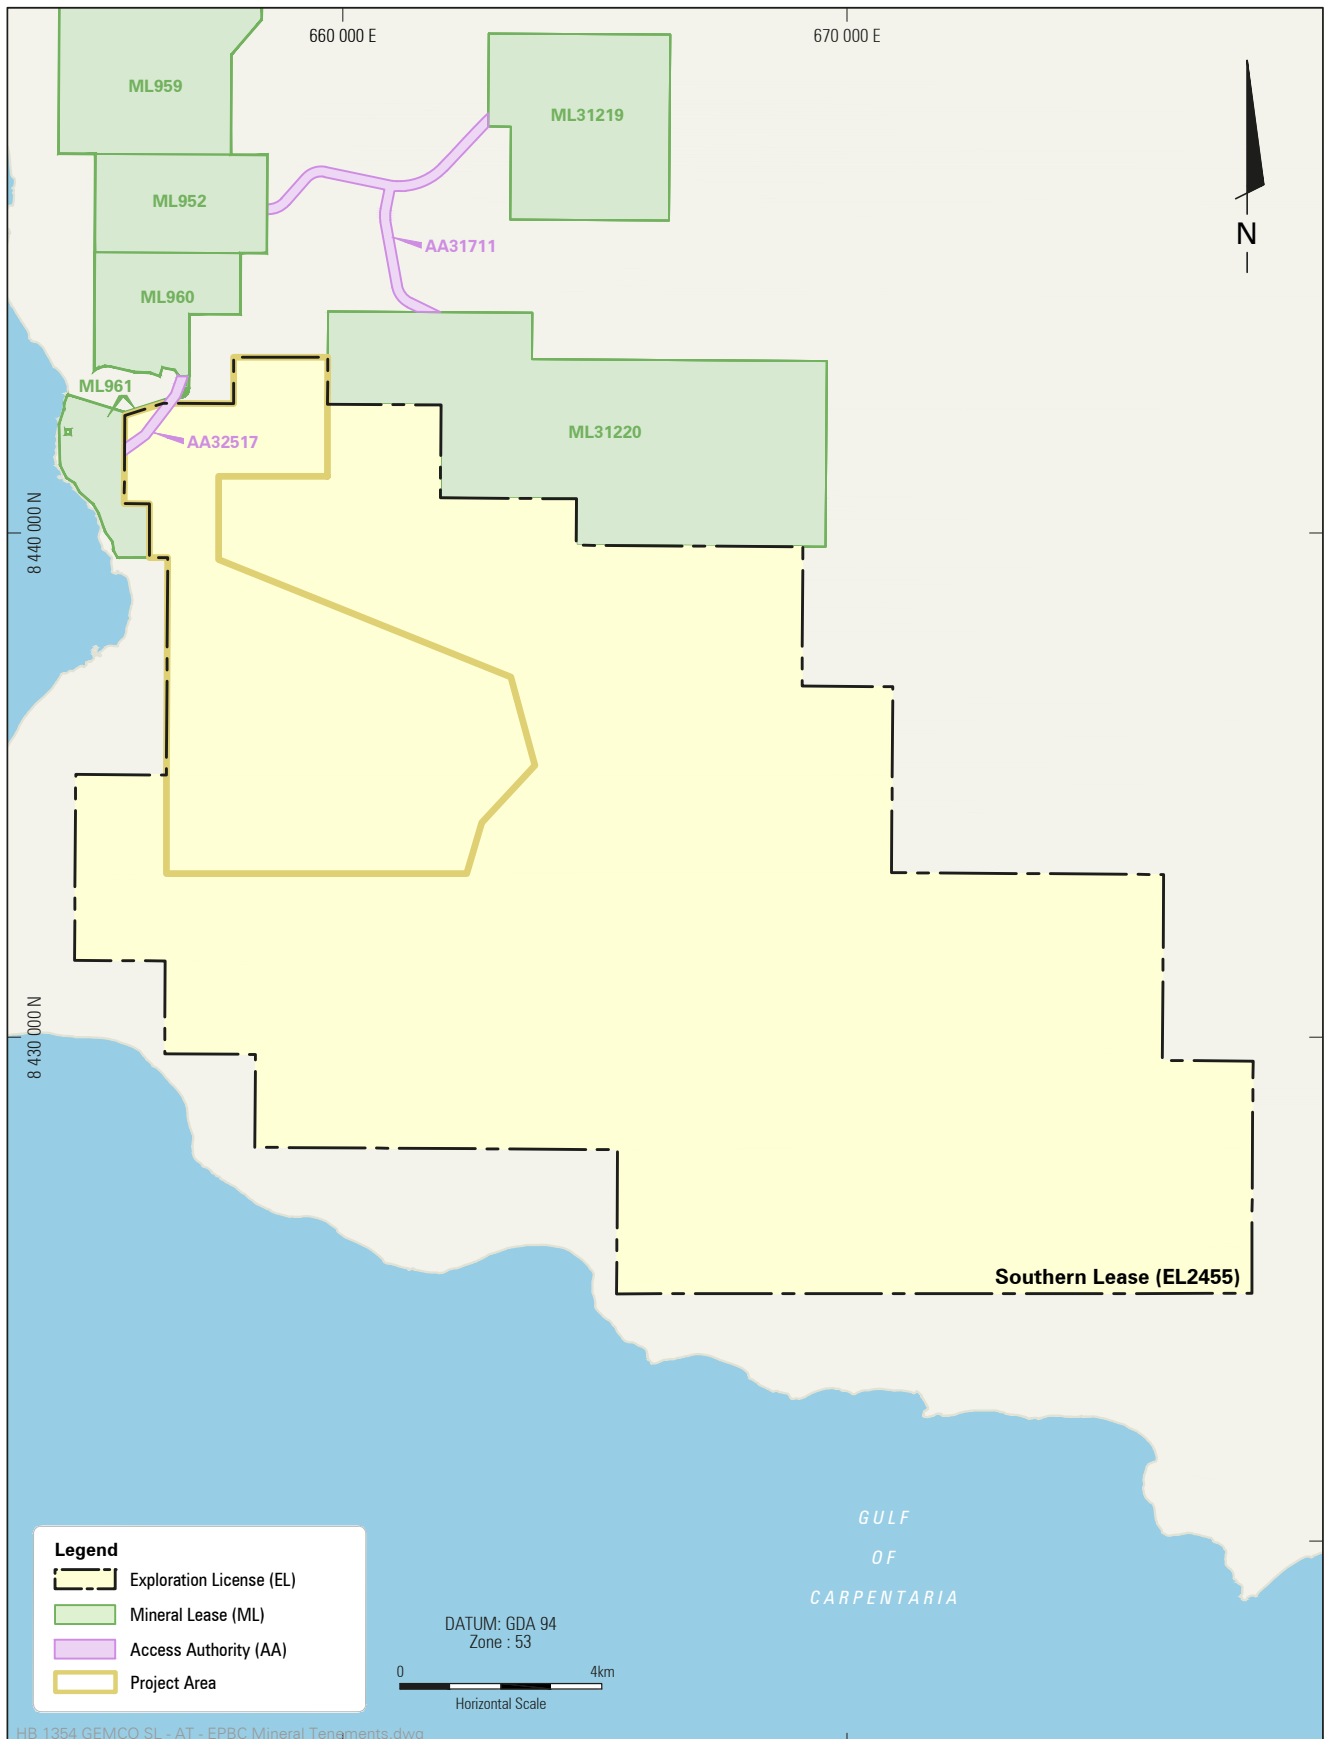 660 000 E
670 000 E
ML959
ML31219
ML952
N
AA31711
ML960
ML961
ML31220
AA32517
8 440 000 N
8 430 000 N
Southern Lease (EL2455)
GULF
OF
CARPENTARIA
Legend
Exploration License (EL)
Mineral Lease (ML)
Access Authority (AA)
Project Area
DATUM: GDA 94
Zone : 53
0 4km
Horizontal Scale
HB 1354 GEMCO SL - AT - EPBC Mineral Tenements.dwg